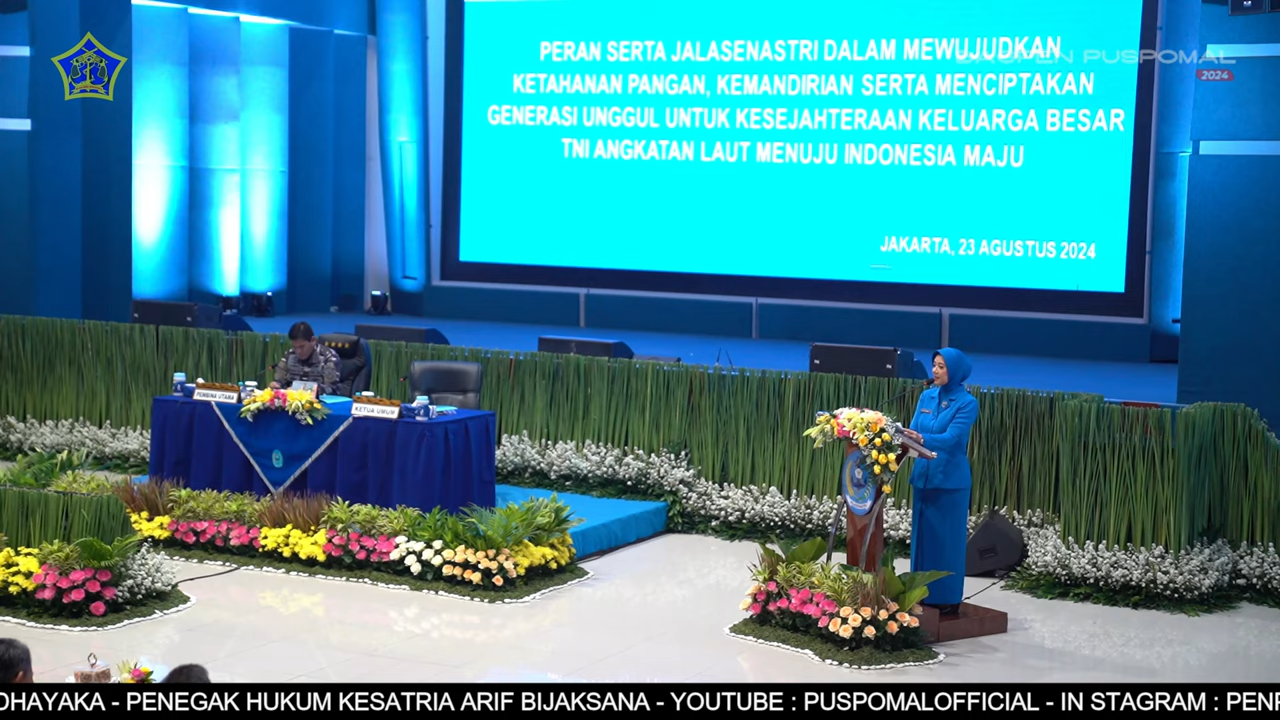 PERAN SERTA JALASENASTRI DALAM MEWUJUDKAN
KETAHANAN PANGAN, KEMANDIRIAN SERTA MENCIPTAKAN
GENERASI UNGGUL UNTUK KESEJAHTERAAN KELUARGA BESAR
TNI ANGKATAN LAUT MENUJU INDONESIA MAJU
JAKARTA, 23 AGUSTUS 2024
PUSPOMAL
2024
PEMBINA UTAMA
KETUA UMUM
DHAYAKA - PENEGAK HUKUM KESATRIA ARIF BIJAKSANA - YOUTUBE : PUSPOMALOFFICIAL - IN STAGRAM : PEN